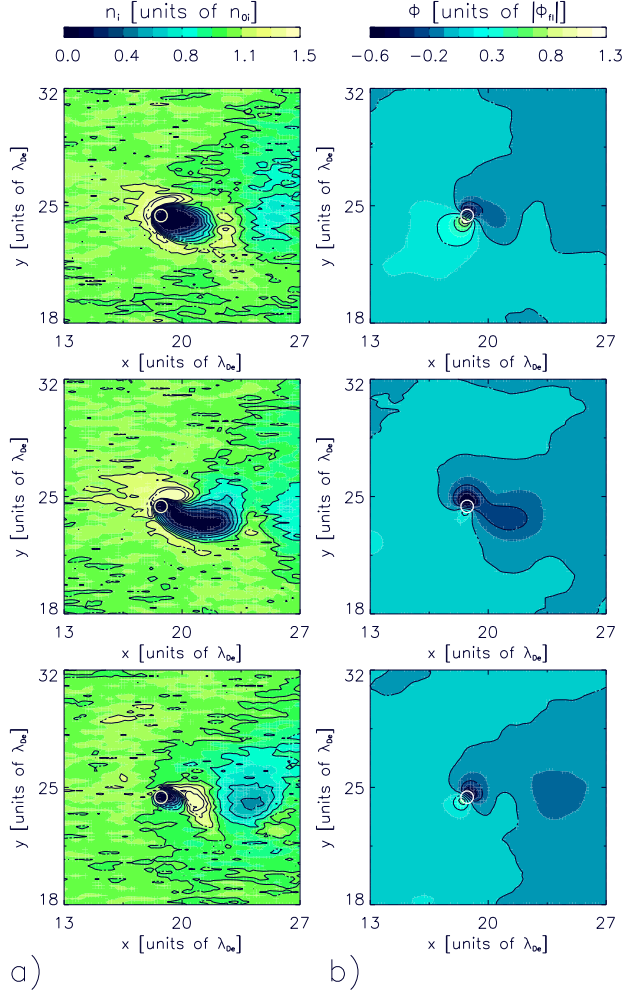 n_i [units of n_0i]    Φ [units of |Φ_fl|]
0.0 0.4 0.8 1.1 1.5    −0.6 −0.2 0.3 0.8 1.3
32    32
y [units of λ_De]    y [units of λ_De]
25    25
18    18
13 20 27    13 20 27
x [units of λ_De]    x [units of λ_De]
32    32
y [units of λ_De]    y [units of λ_De]
25    25
18    18
13 20 27    13 20 27
x [units of λ_De]    x [units of λ_De]
32    32
y [units of λ_De]    y [units of λ_De]
25    25
18    18
13 20 27    13 20 27
x [units of λ_De]    x [units of λ_De]
a)    b)